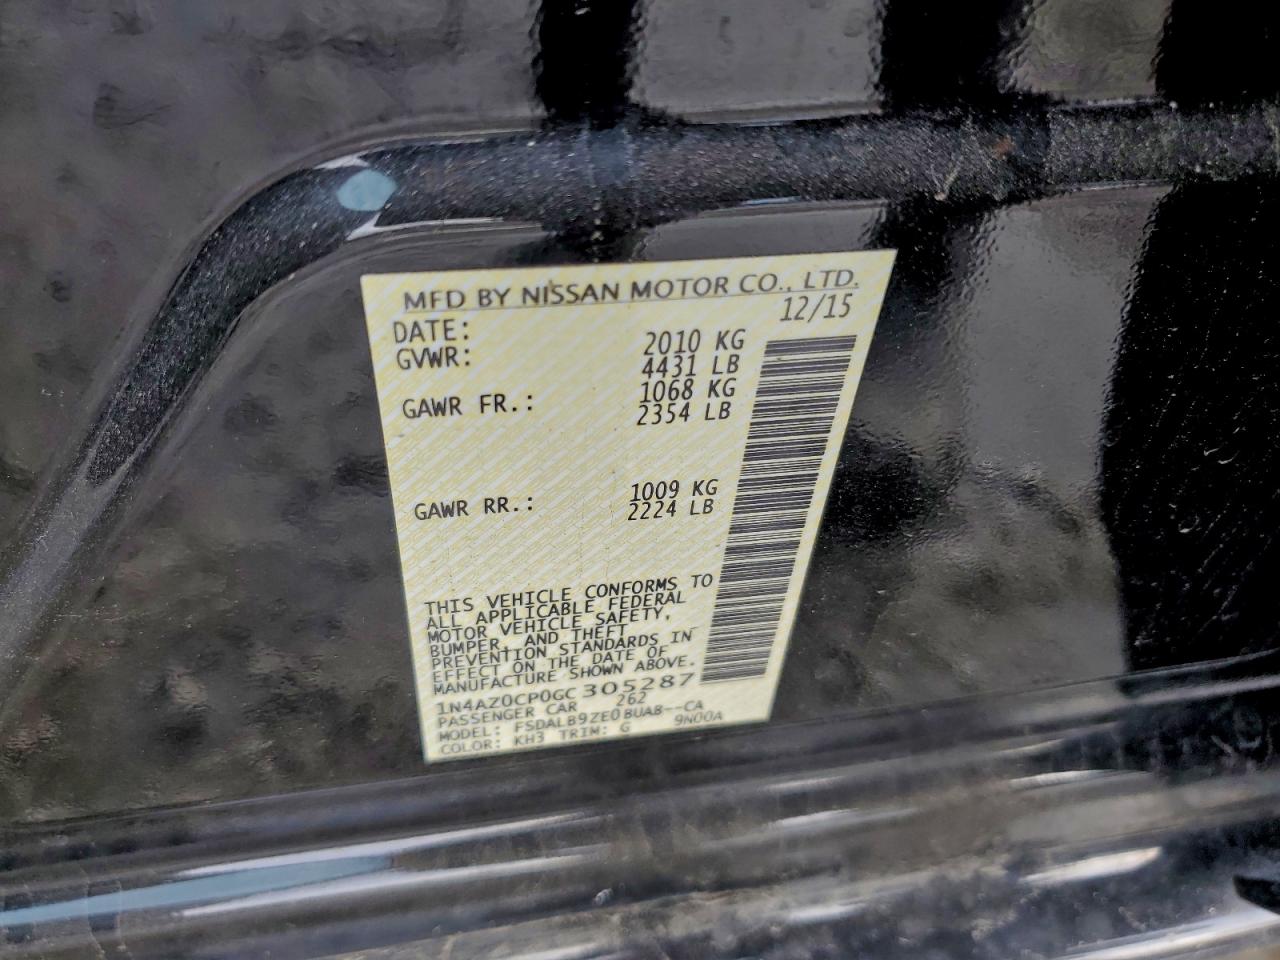 MFD BY NISSAN MOTOR CO., LTD.
DATE: 12/15
GVWR: 2010 KG
4431 LB
GAWR FR.: 1068 KG
2354 LB
GAWR RR.: 1009 KG
2224 LB
THIS VEHICLE CONFORMS TO
ALL APPLICABLE FEDERAL
MOTOR VEHICLE SAFETY,
BUMPER, AND THEFT
PREVENTION STANDARDS IN
EFFECT ON THE DATE OF
MANUFACTURE SHOWN ABOVE.
1N4AZ0CP0GC305287
PASSENGER CAR 262
MODEL: FSDALB9ZE0BUAB--CA
COLOR: KH3 TRIM: G 9N00A